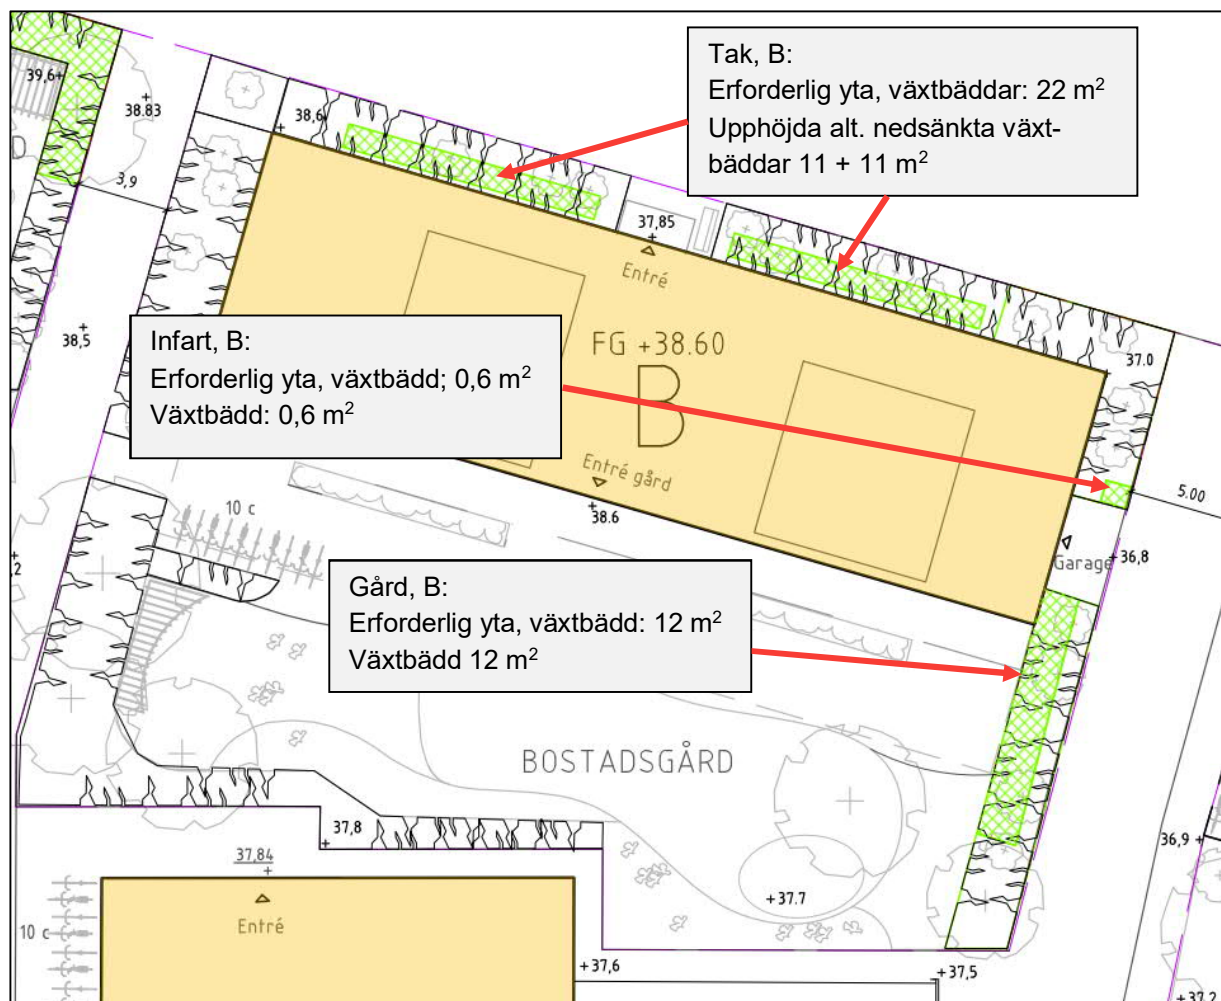 Tak, B:
Erforderlig yta, växtbäddar: 22 m²
Upphöjda alt. nedsänkta växt-
bäddar 11 + 11 m²
39,6
38.83
38,6
3,9
37,85
Entré
38,5
Infart, B:
Erforderlig yta, växtbädd; 0,6 m²
Växtbädd: 0,6 m²
FG +38.60
B
37.0
Entré gård
5.00
10 c
38.6
36,8
Garage
Gård, B:
Erforderlig yta, växtbädd: 12 m²
Växtbädd 12 m²
BOSTADSGÅRD
37,8
36,9
37,84
+37.7
Entré
10 c
+37,6
+37,5
+37.2